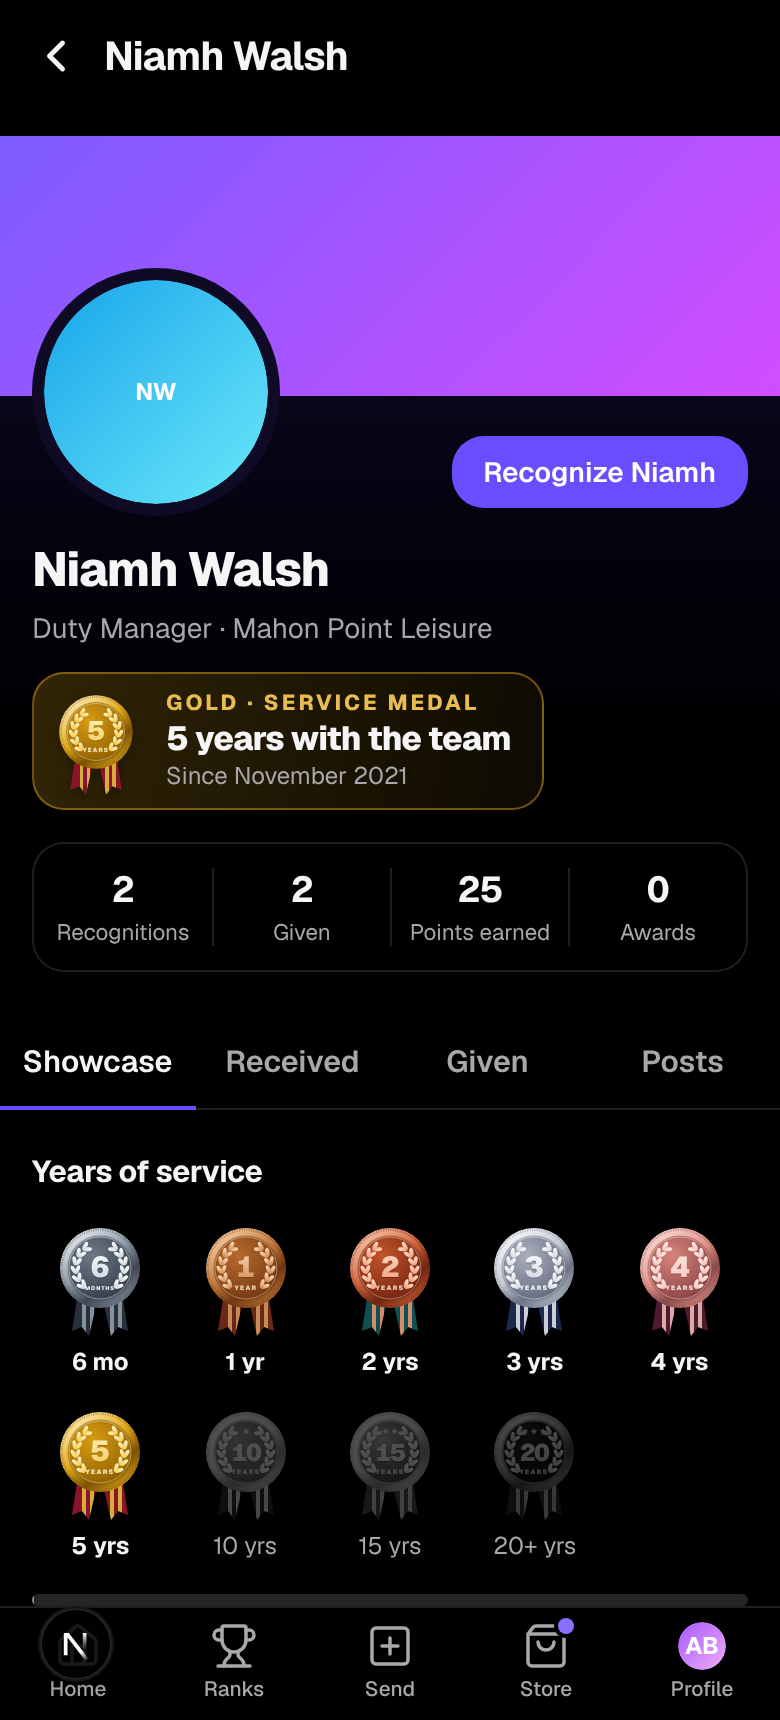 Niamh Walsh
NW
Recognize Niamh
Niamh Walsh
Duty Manager · Mahon Point Leisure
5 YEARS
GOLD · SERVICE MEDAL
5 years with the team
Since November 2021
2 2 25 0
Recognitions Given Points earned Awards
Showcase Received Given Posts
Years of service
6 MONTHS 1 YEAR 2 YEARS 3 YEARS 4 YEARS
6 mo 1 yr 2 yrs 3 yrs 4 yrs
5 YEARS 10 YEARS 15 YEARS 20 YEARS
5 yrs 10 yrs 15 yrs 20+ yrs
N AB
Home Ranks Send Store Profile